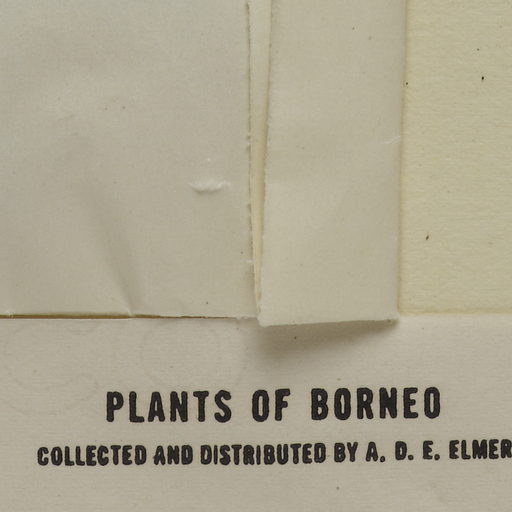 PLANTS OF BORNEO
COLLECTED AND DISTRIBUTED BY A. D. E. ELMER